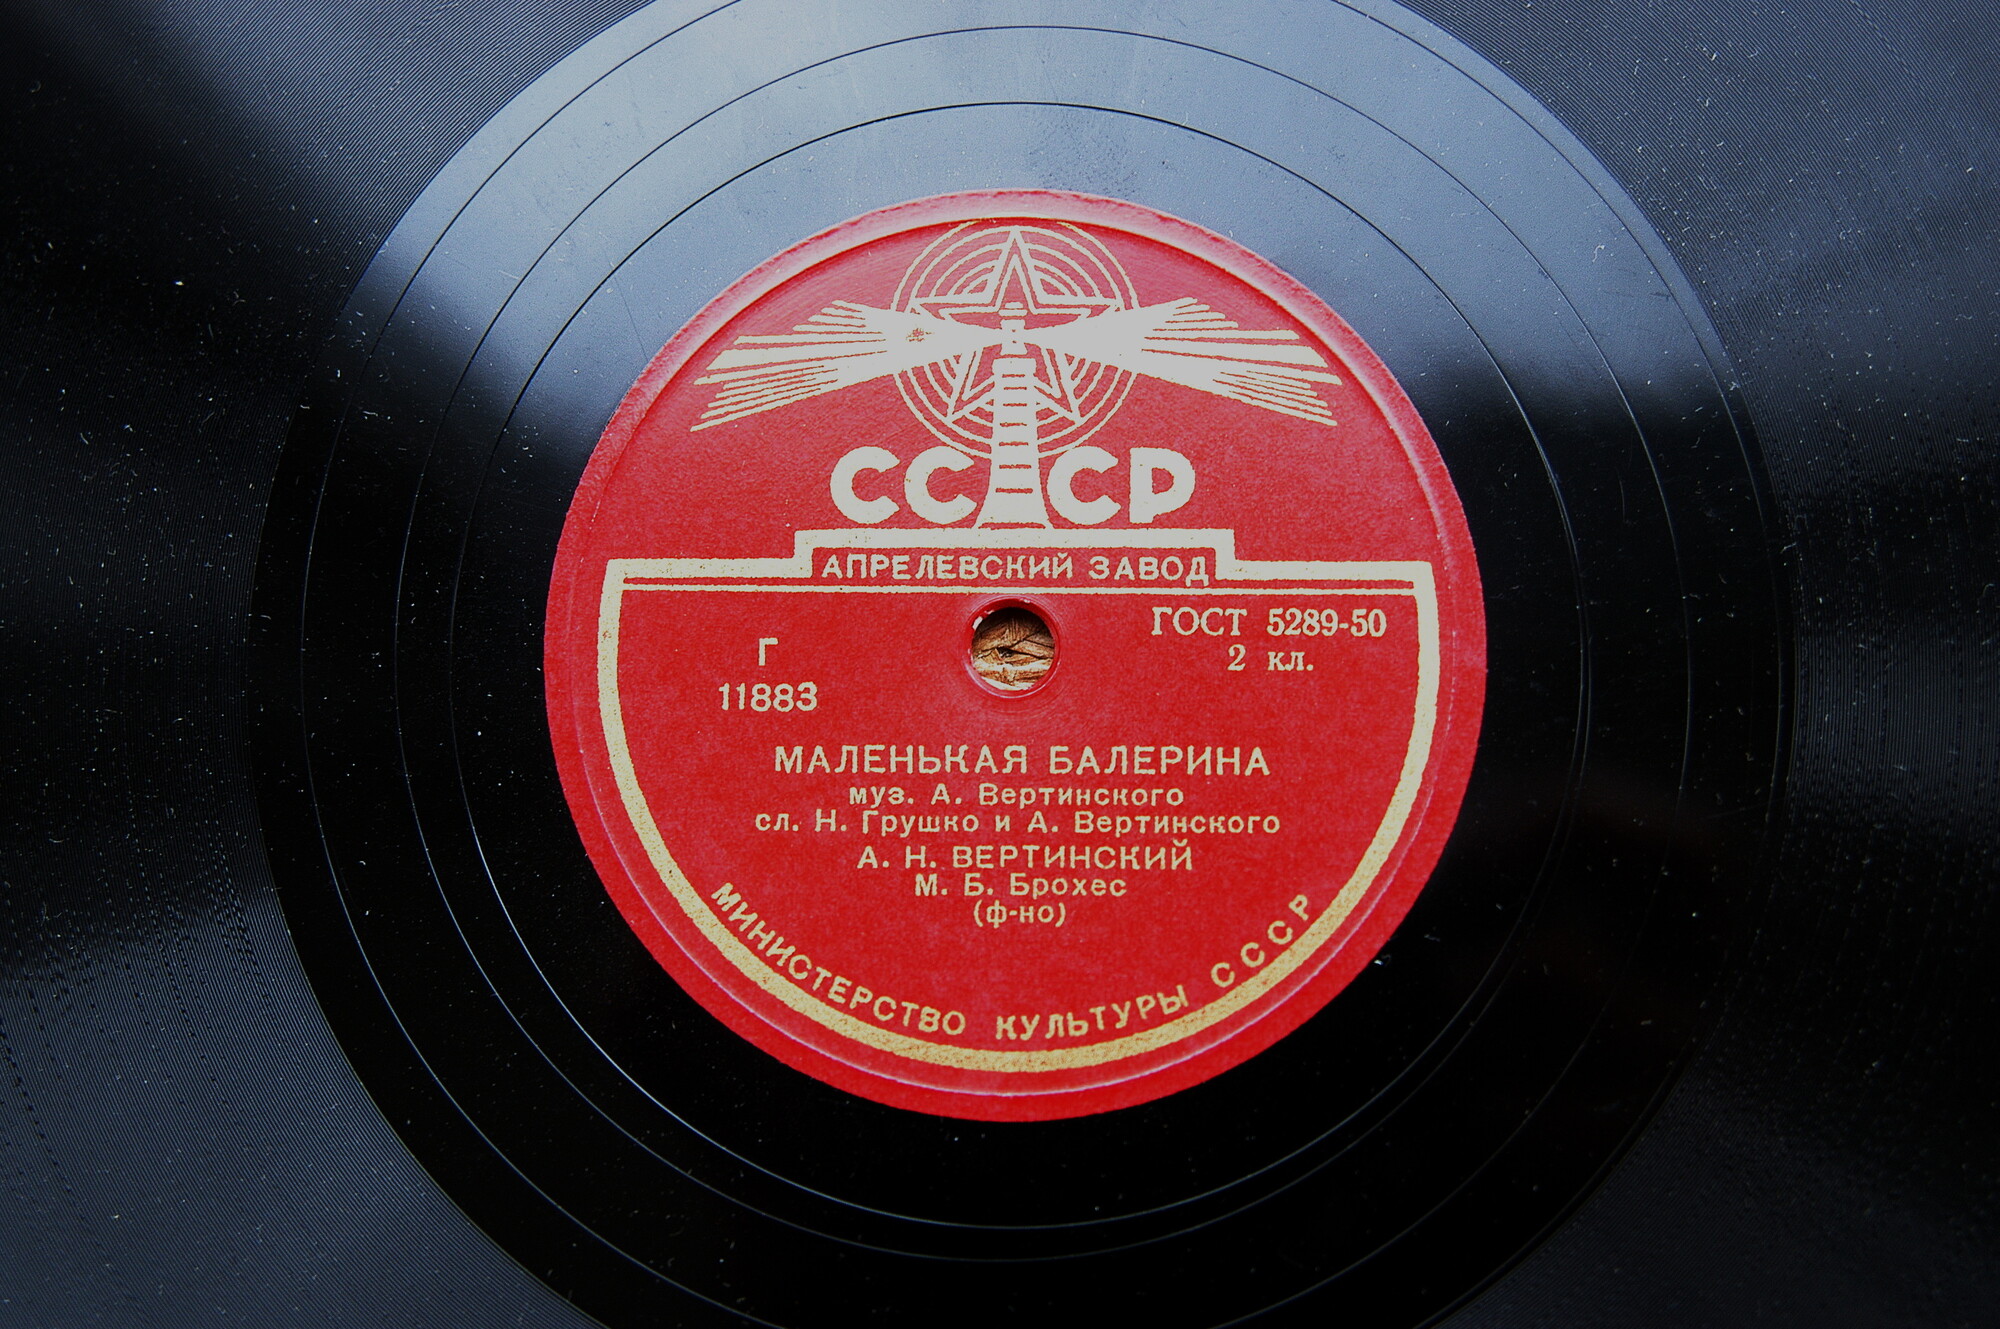 СССР
АПРЕЛЕВСКИЙ ЗАВОД
ГОСТ 5289-50
2 кл.
Г
11883
МАЛЕНЬКАЯ БАЛЕРИНА
муз. А. Вертинского
сл. Н. Грушко и А. Вертинского
А. Н. ВЕРТИНСКИЙ
М. Б. Брохес
(ф-но)
МИНИСТЕРСТВО КУЛЬТУРЫ СССР